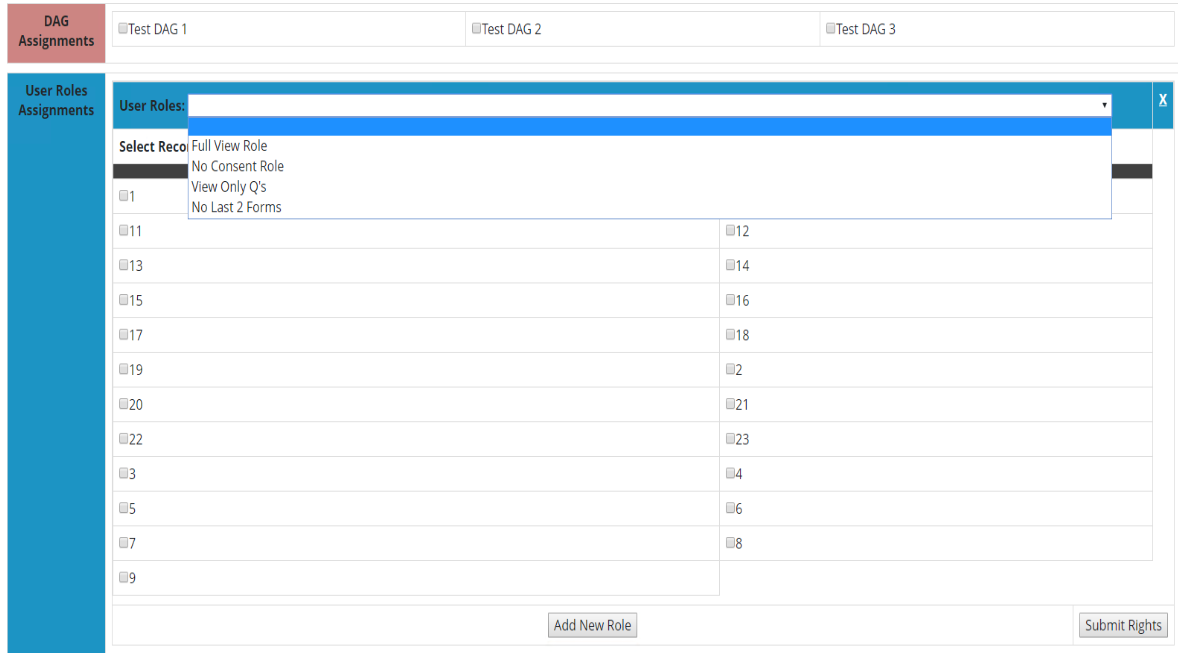 DAG
Assignments
Test DAG 1
Test DAG 2
Test DAG 3
User Roles
Assignments
User Roles:
X
Full View Role
No Consent Role
View Only Q's
No Last 2 Forms
Select
1
11
12
13
14
15
16
17
18
19
2
20
21
22
23
3
4
5
6
7
8
9
Add New Role
Submit Rights